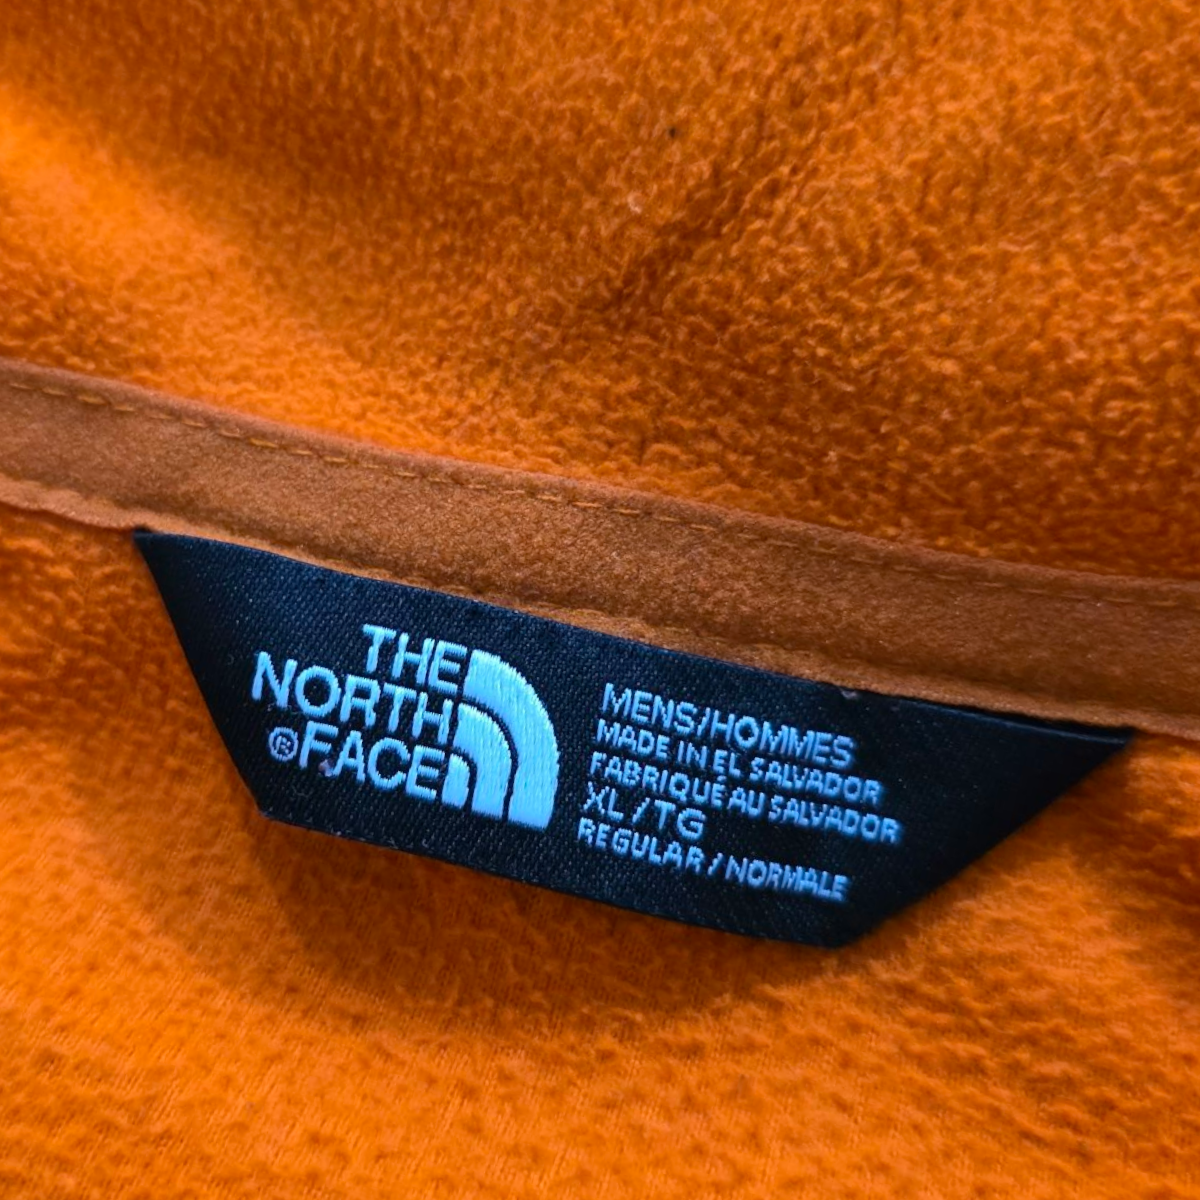 THE
NORTH
®FACE
MENS/HOMMES
MADE IN EL SALVADOR
FABRIQUÉ AU SALVADOR
XL/TG
REGULAR/NORMALE